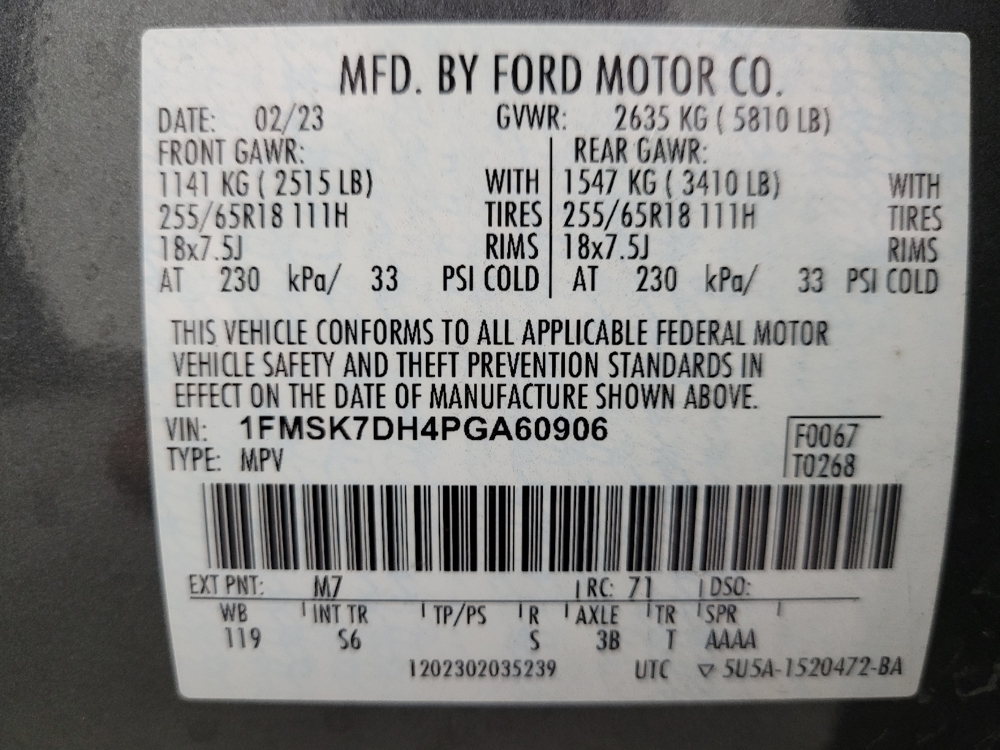 MFD. BY FORD MOTOR CO.
DATE: 02/23 GVWR: 2635 KG ( 5810 LB)
FRONT GAWR: REAR GAWR:
1141 KG ( 2515 LB) WITH 1547 KG ( 3410 LB) WITH
255/65R18 111H TIRES 255/65R18 111H TIRES
18x7.5J RIMS 18x7.5J RIMS
AT 230 kPa/ 33 PSI COLD AT 230 kPa/ 33 PSI COLD
THIS VEHICLE CONFORMS TO ALL APPLICABLE FEDERAL MOTOR
VEHICLE SAFETY AND THEFT PREVENTION STANDARDS IN
EFFECT ON THE DATE OF MANUFACTURE SHOWN ABOVE.
VIN: 1FMSK7DH4PGA60906 F0067
TYPE: MPV T0268
EXT PNT: M7 RC: 71 DSO:
WB INT TR TP/PS R AXLE TR SPR
119 S6 S 3B T AAAA
1202302035239 UTC ▽ 5U5A-1520472-BA